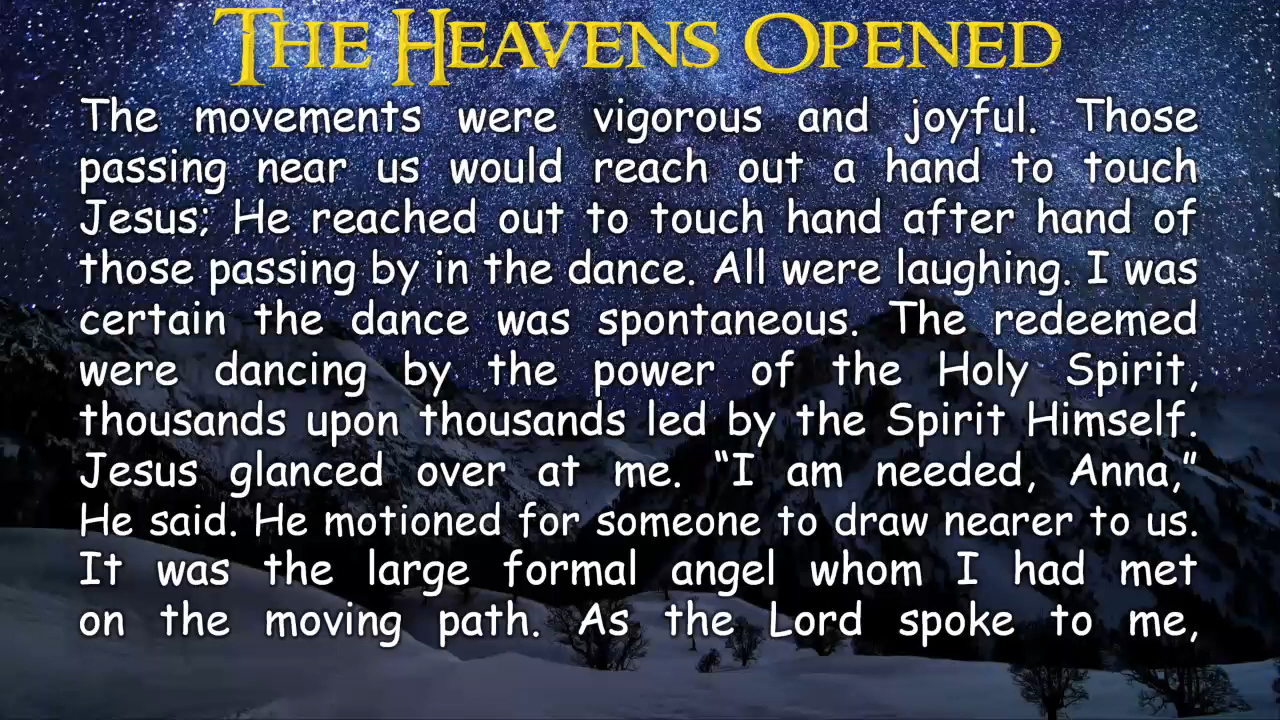 THE HEAVENS OPENED
The movements were vigorous and joyful. Those
passing near us would reach out a hand to touch
Jesus; He reached out to touch hand after hand of
those passing by in the dance. All were laughing. I was
certain the dance was spontaneous. The redeemed
were dancing by the power of the Holy Spirit,
thousands upon thousands led by the Spirit Himself.
Jesus glanced over at me. “I am needed, Anna,”
He said. He motioned for someone to draw nearer to us.
It was the large formal angel whom I had met
on the moving path. As the Lord spoke to me,